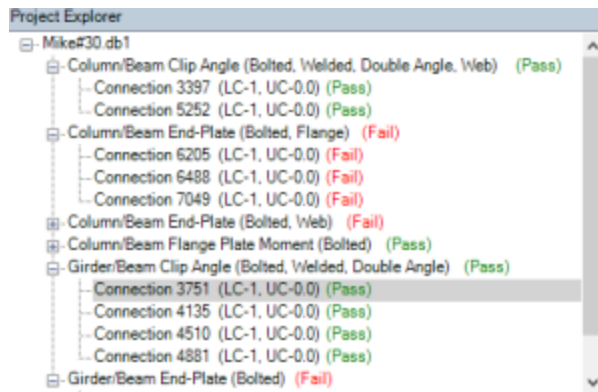 Project Explorer
Mike#30.db1
Column/Beam Clip Angle (Bolted, Welded, Double Angle, Web) (Pass)
Connection 3397 (LC-1, UC-0.0) (Pass)
Connection 5252 (LC-1, UC-0.0) (Pass)
Column/Beam End-Plate (Bolted, Flange) (Fail)
Connection 6205 (LC-1, UC-0.0) (Fail)
Connection 6488 (LC-1, UC-0.0) (Fail)
Connection 7049 (LC-1, UC-0.0) (Fail)
Column/Beam End-Plate (Bolted, Web) (Fail)
Column/Beam Flange Plate Moment (Bolted) (Pass)
Girder/Beam Clip Angle (Bolted, Welded, Double Angle) (Pass)
Connection 3751 (LC-1, UC-0.0) (Pass)
Connection 4135 (LC-1, UC-0.0) (Pass)
Connection 4510 (LC-1, UC-0.0) (Pass)
Connection 4881 (LC-1, UC-0.0) (Pass)
Girder/Beam End-Plate (Bolted) (Fail)